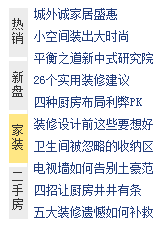 热销
城外诚家居盛惠
小空间装出大时尚
平衡之道新中式研究院
新盘
26个实用装修建议
四种厨房布局利弊PK
家装
装修设计前这些要想好
卫生间被忽略的收纳区
二手房
电视墙如何告别土豪范
四招让厨房井井有条
五大装修遗憾如何补救